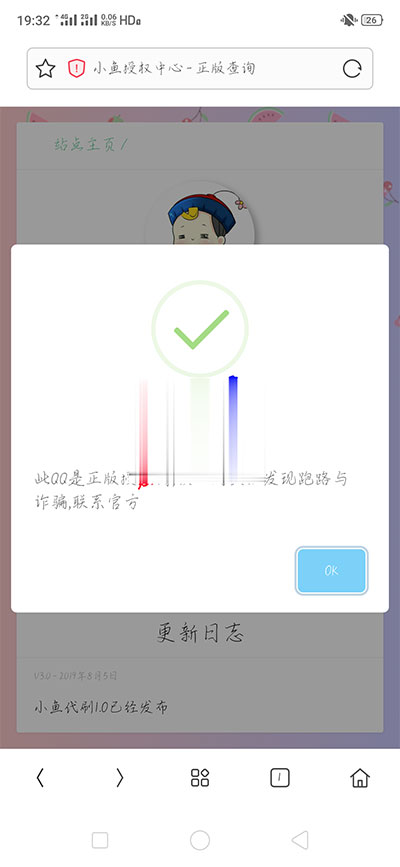 19:32 4G 2G 0.06 KB/S HD 26
小鱼授权中心-正版查询
站点主页 /
此QQ是正版 发现跑路与
诈骗,联系官方
OK
更新日志
V3.0-2019年8月5日
小鱼代刷1.0已经发布
1